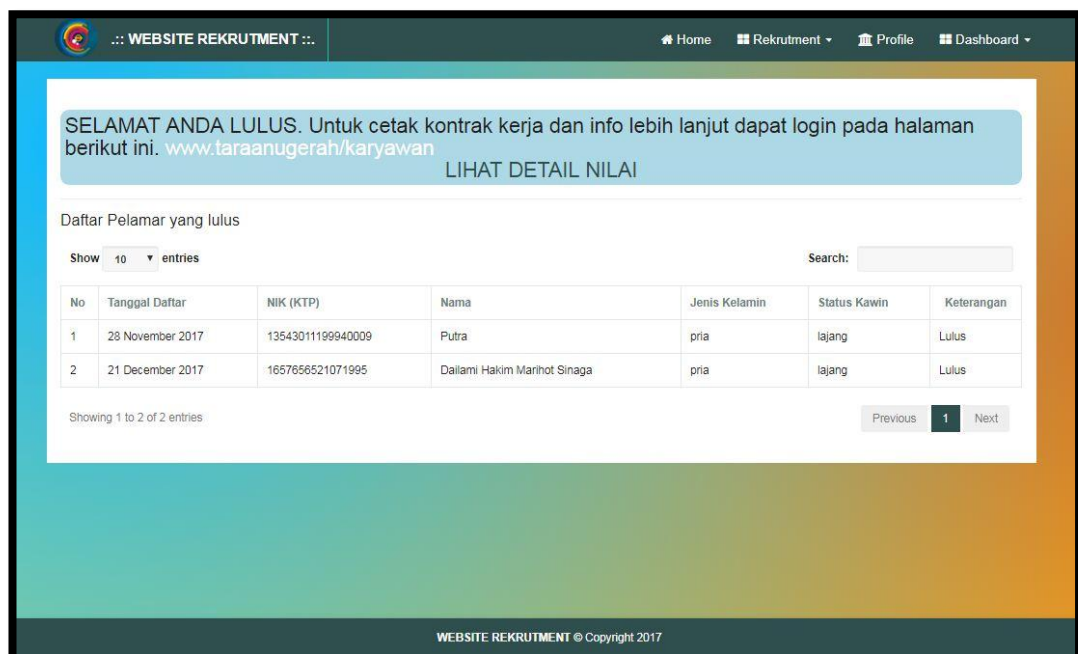 .:: WEBSITE REKRUTMENT ::.
Home Rekrutment Profile Dashboard
SELAMAT ANDA LULUS. Untuk cetak kontrak kerja dan info lebih lanjut dapat login pada halaman
berikut ini. www.taraanugerah/karyawan
LIHAT DETAIL NILAI
Daftar Pelamar yang lulus
Show 10 entries Search:
No Tanggal Daftar NIK (KTP) Nama Jenis Kelamin Status Kawin Keterangan
1 28 November 2017 13543011199940009 Putra pria lajang Lulus
2 21 December 2017 1657656521071995 Dailami Hakim Marihot Sinaga pria lajang Lulus
Showing 1 to 2 of 2 entries Previous 1 Next
WEBSITE REKRUTMENT © Copyright 2017